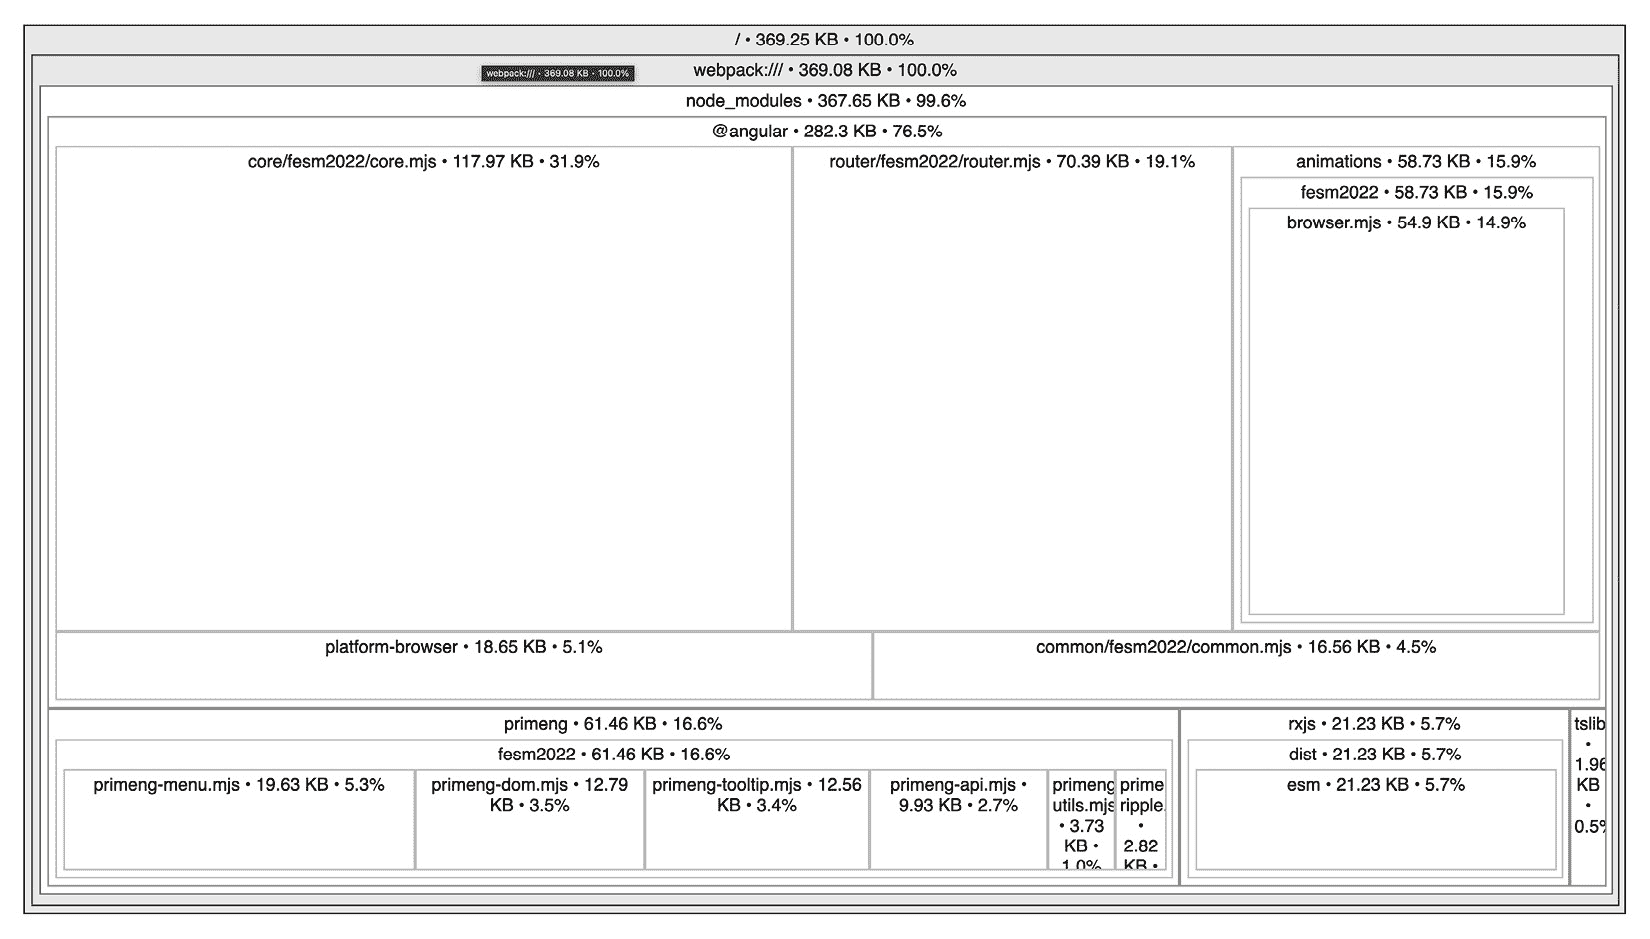 / • 369.25 KB • 100.0%
webpack:/// • 369.08 KB • 100.0%
webpack:/// • 369.08 KB • 100.0%
node_modules • 367.65 KB • 99.6%
@angular • 282.3 KB • 76.5%
core/fesm2022/core.mjs • 117.97 KB • 31.9%
router/fesm2022/router.mjs • 70.39 KB • 19.1%
animations • 58.73 KB • 15.9%
fesm2022 • 58.73 KB • 15.9%
browser.mjs • 54.9 KB • 14.9%
platform-browser • 18.65 KB • 5.1%
common/fesm2022/common.mjs • 16.56 KB • 4.5%
primeng • 61.46 KB • 16.6%
fesm2022 • 61.46 KB • 16.6%
primeng-menu.mjs • 19.63 KB • 5.3%
primeng-dom.mjs • 12.79
KB • 3.5%
primeng-tooltip.mjs • 12.56
KB • 3.4%
primeng-api.mjs •
9.93 KB • 2.7%
primeng
utils.mjs
• 3.73
KB •
1.0%
prime
ripple.
•
2.82
KB •
rxjs • 21.23 KB • 5.7%
dist • 21.23 KB • 5.7%
esm • 21.23 KB • 5.7%
tslib
•
1.96
KB
•
0.5%